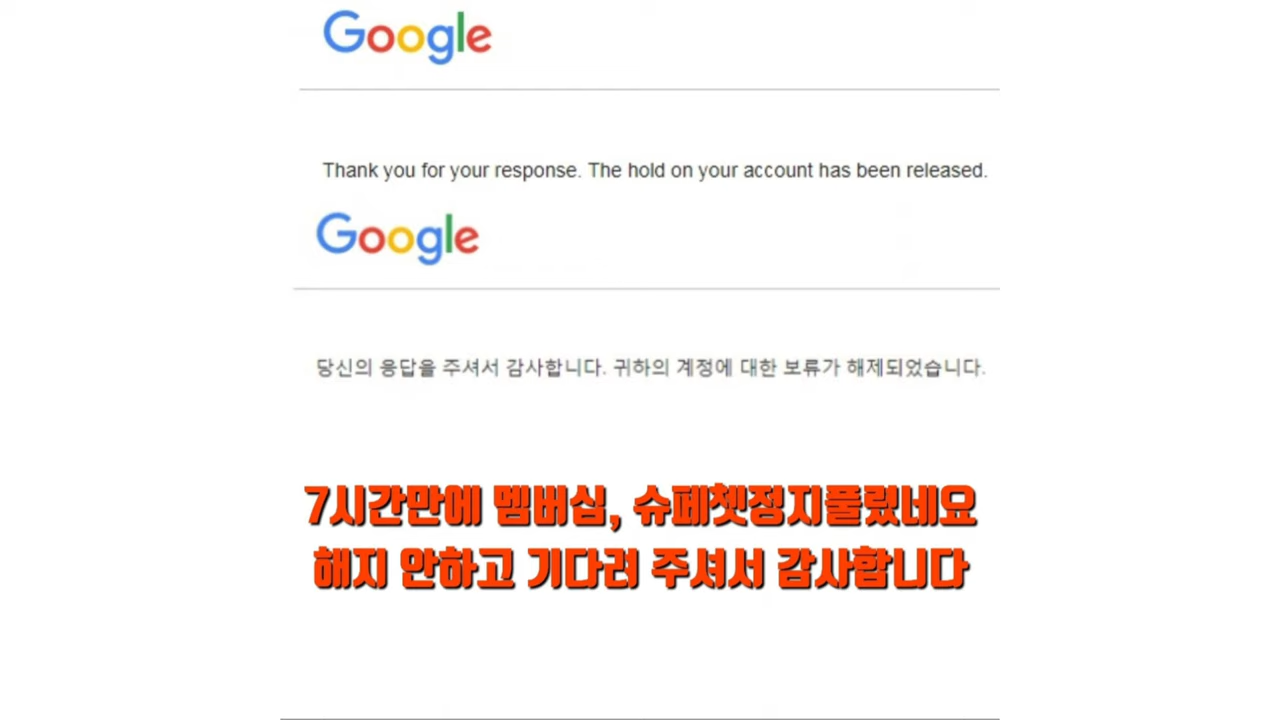 Google
Thank you for your response. The hold on your account has been released.
Google
당신의 응답을 주셔서 감사합니다. 귀하의 계정에 대한 보류가 해제되었습니다.
7시간만에 멤버십, 슈페쳇정지풀렸네요
해지 안하고 기다려 주셔서 감사합니다